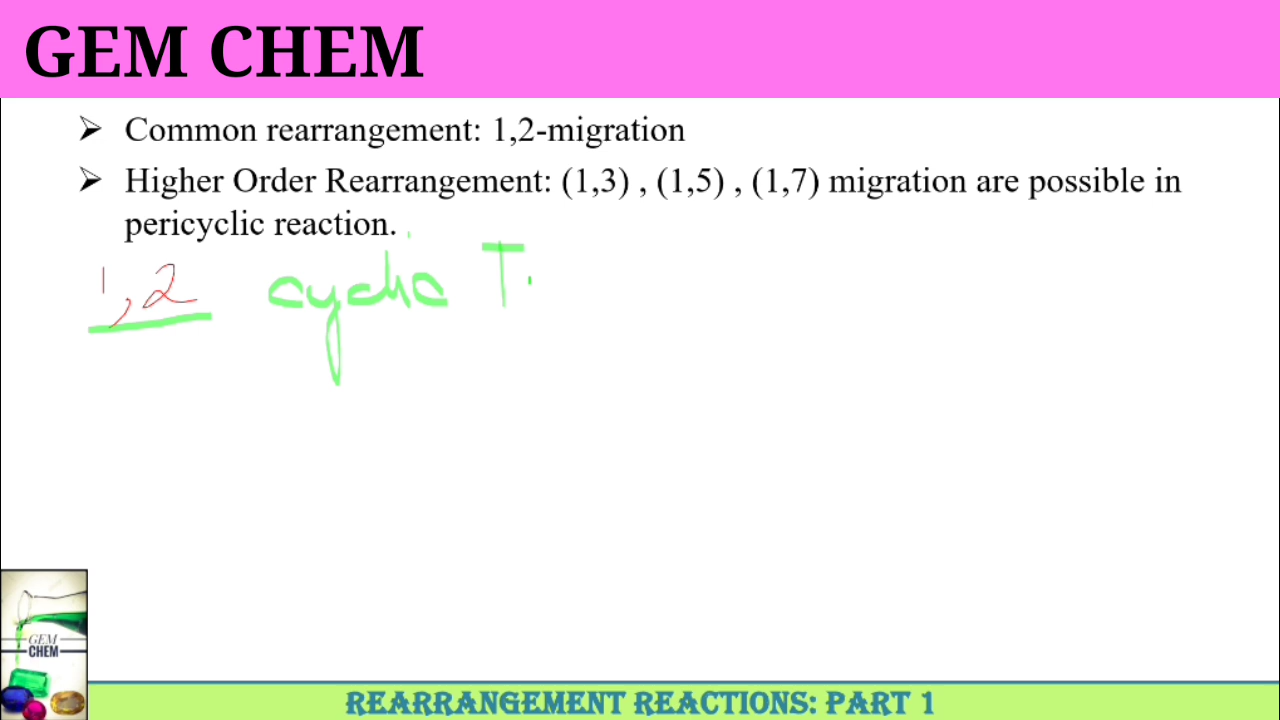 GEM CHEM
➢ Common rearrangement: 1,2-migration
➢ Higher Order Rearrangement: (1,3) , (1,5) , (1,7) migration are possible in
pericyclic reaction.
1,2 cyclic T.
GEM
CHEM
REARRANGEMENT REACTIONS: PART 1